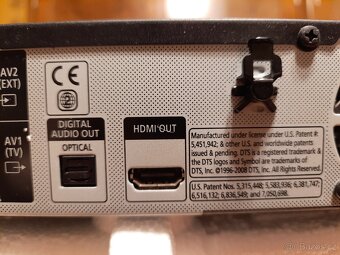 AV2
(EXT)
CE
2
AV1
(TV)
DIGITAL
AUDIO OUT
OPTICAL
HDMI OUT
Manufactured under license under U.S. Patent #:
5,451,942; & other U.S. and worldwide patents
issued & pending. DTS is a registered trademark &
the DTS logos and Symbol are trademarks of
DTS, Inc. ©1996-2008 DTS, Inc. All Rights Reserved.
U.S. Patent Nos. 5,315,448; 5,583,936; 6,381,747;
6,516,132; 6,836,549; and 7,050,698.